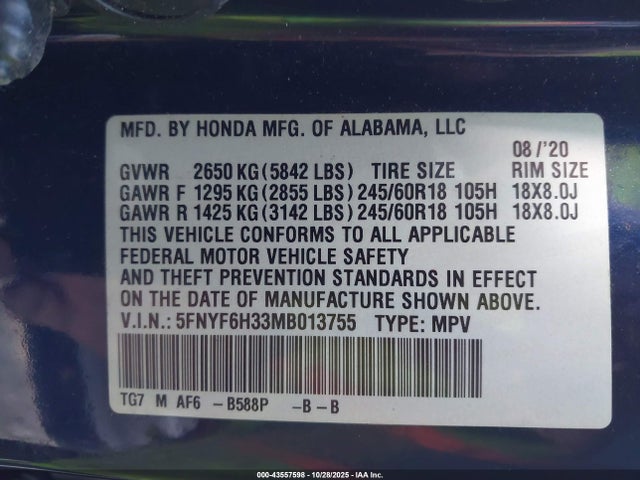 MFD. BY HONDA MFG. OF ALABAMA, LLC
08/'20
GVWR 2650 KG (5842 LBS) TIRE SIZE RIM SIZE
GAWR F 1295 KG (2855 LBS) 245/60R18 105H 18X8.0J
GAWR R 1425 KG (3142 LBS) 245/60R18 105H 18X8.0J
THIS VEHICLE CONFORMS TO ALL APPLICABLE
FEDERAL MOTOR VEHICLE SAFETY
AND THEFT PREVENTION STANDARDS IN EFFECT
ON THE DATE OF MANUFACTURE SHOWN ABOVE.
V.I.N.: 5FNYF6H33MB013755 TYPE: MPV
TG7 M AF6 -B588P -B-B
000-43557598 - 10/28/2025 - IAA Inc.